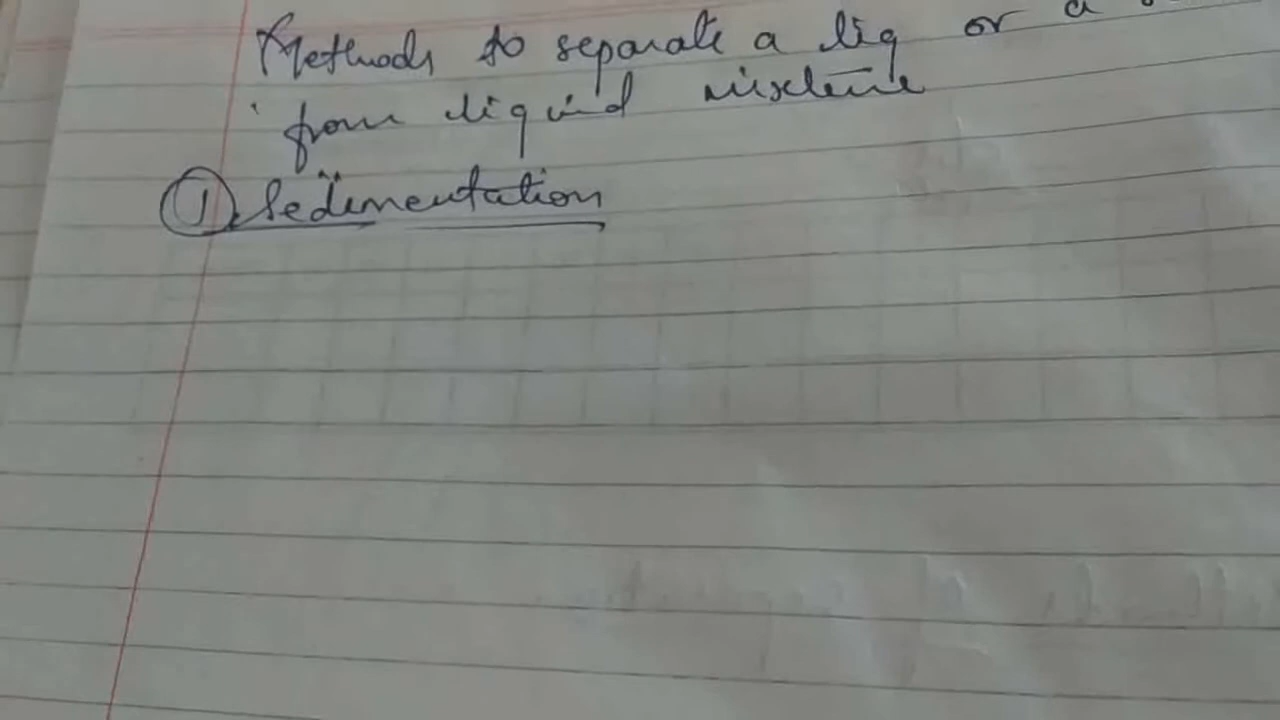 Methods to separate a liq or a
from liquid mixture
① Sedimentation